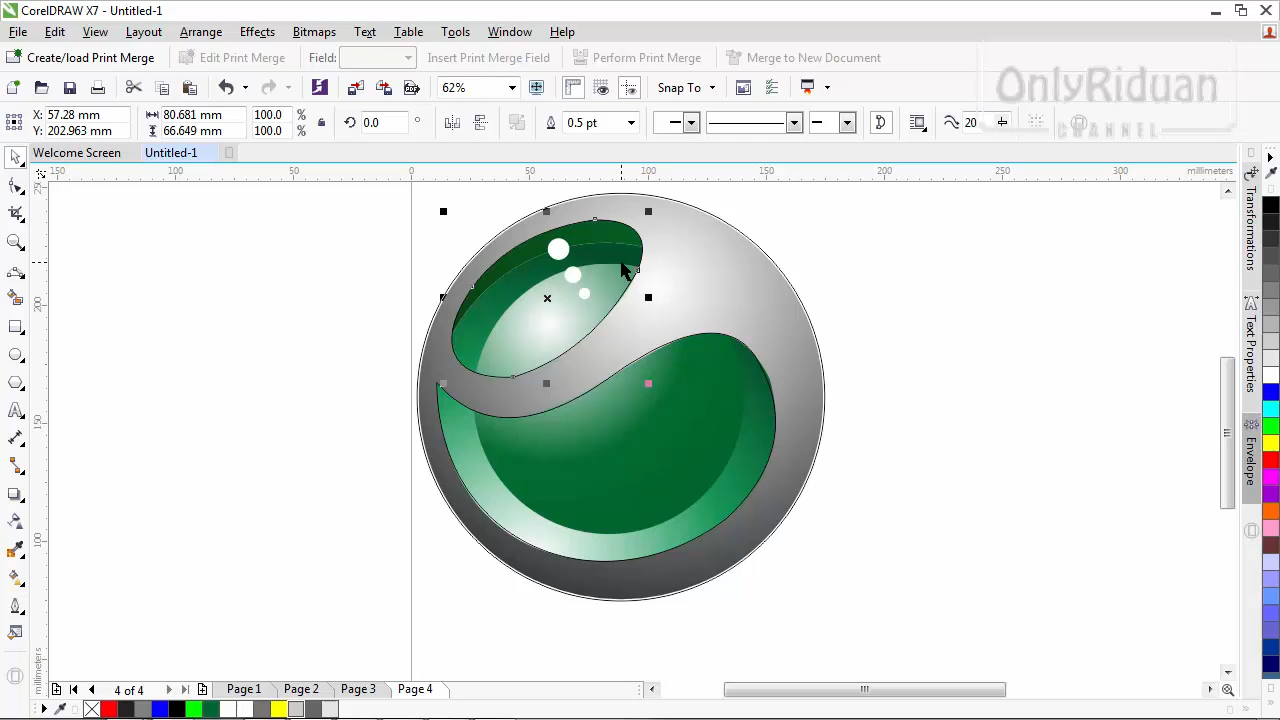 CorelDRAW X7 - Untitled-1
File Edit View Layout Arrange Effects Bitmaps Text Table Tools Window Help
Create/load Print Merge Edit Print Merge Field: Insert Print Merge Field Perform Print Merge Merge to New Document
OnlyRiduan
CHANNEL
62% Snap To
X: 57.28 mm 80.681 mm 100.0 % 0.0 ° 0.5 pt 20
Y: 202.963 mm 66.649 mm 100.0 %
Welcome Screen Untitled-1
150 100 50 0 50 100 150 200 250 300 millimeters
200
150
100
millimeters
Transformations
Text Properties
Envelope
4 of 4 Page 1 Page 2 Page 3 Page 4